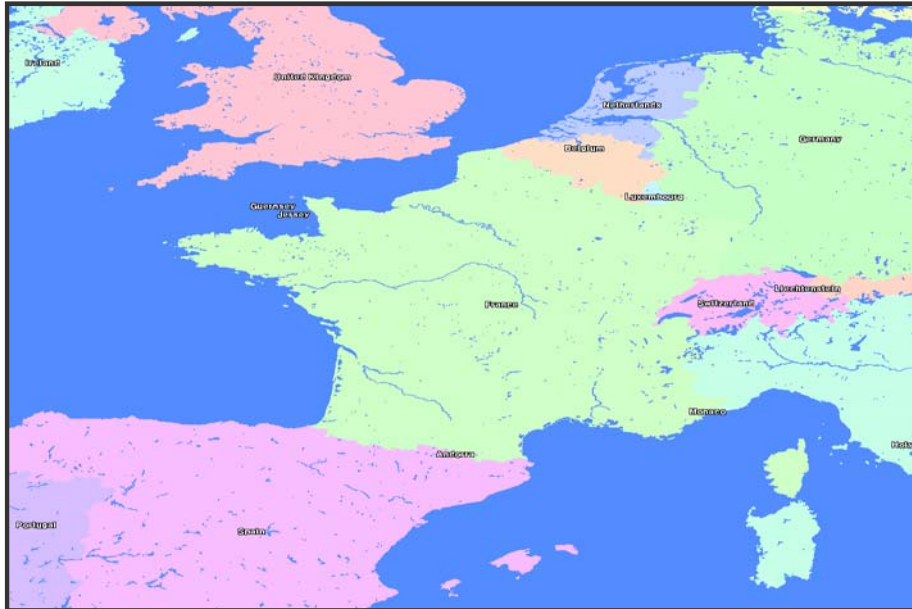 Ireland
United Kingdom
Netherlands
Germany
Belgium
Luxembourg
Guernsey
Jersey
Liechtenstein
Switzerland
France
Monaco
Andorra
Portugal
Spain